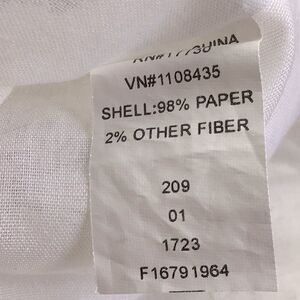 VN#1108435
SHELL:98% PAPER
2% OTHER FIBER
209
01
1723
F16791964